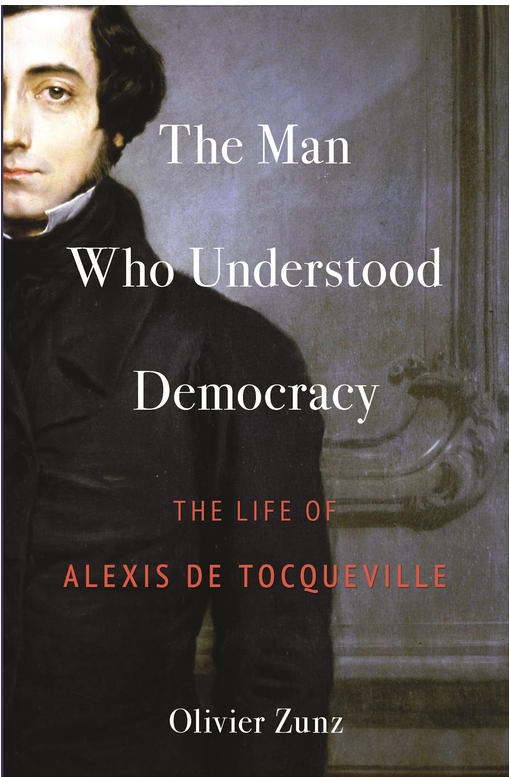 The Man
Who Understood
Democracy
THE LIFE OF
ALEXIS DE TOCQUEVILLE
Olivier Zunz